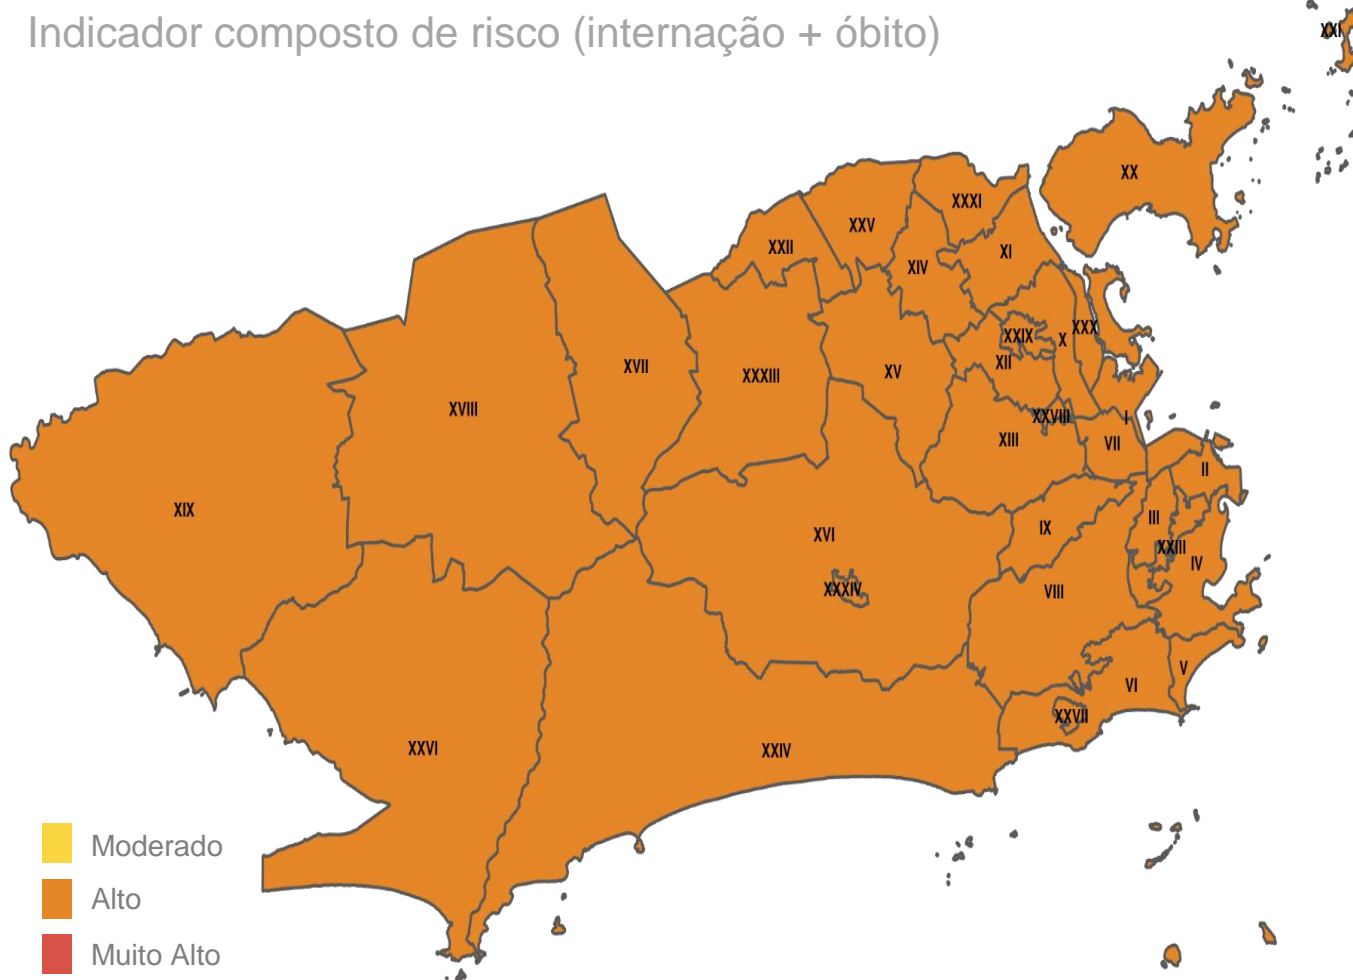 Indicador composto de risco (internação + óbito)
XXI
XX
XXXI
XXV
XXII
XI
XIV
XXX
XXIX
X
XII
XVII
XXXIII
XV
XVIII
XXVIII
I
XIII
VII
II
XIX
III
IX
XVI
XXIII
IV
XXXIV
VIII
V
VI
XXVII
XXVI
XXIV
Moderado
Alto
Muito Alto